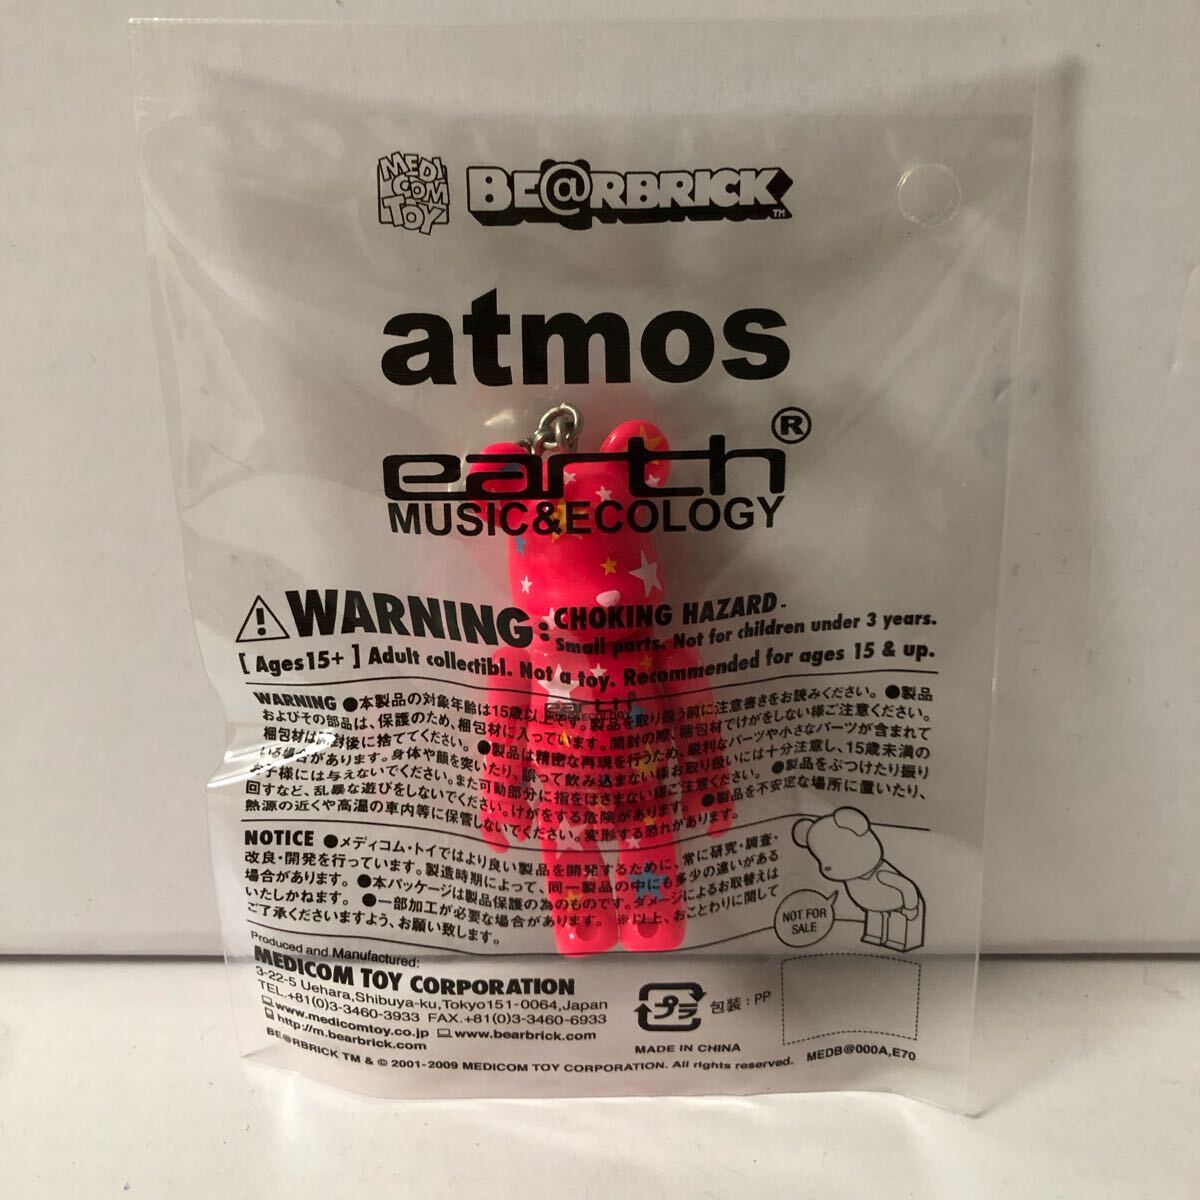 MEDI COM TOY
BE@RBRICK TM
atmos
earth®
MUSIC&ECOLOGY
WARNING: CHOKING HAZARD-
Small parts. Not for children under 3 years.
[ Ages15+ ] Adult collectibl. Not a toy. Recommended for ages 15 & up.
earth®
MUSIC&ECOLOGY
WARNING ●本製品の対象年齢は15歳以上です。製品を取り扱う前に注意書きをお読みください。●製品
およびその部品は、保護のため、梱包材に入っています。開封の際、梱包材でけがをしない様ご注意ください。
梱包材は開封後に捨ててください。●製品は精密な再現を行うため、鋭利なパーツや小さなパーツが含まれて
いる場合があります。身体や顔を突いたり、誤って飲み込まない様お取り扱いには十分注意し、15歳未満の
お子様には与えないでください。また可動部分に指をはさまない様ご注意ください。●製品をぶつけたり振り
回すなど、乱暴な遊びをしないでください。けがをする危険があります。●製品を不安定な場所に置いたり、
熱源の近くや高温の車内等に保管しないでください。変形する恐れがあります。
NOTICE ●メディコム・トイではより良い製品を開発するために、常に研究・調査・
改良・開発を行っています。製造時期によって、同一製品の中にも多少の違いがある
場合があります。●本パッケージは製品保護の為のものです。ダメージによるお取替えは
いたしかねます。●一部加工が必要な場合があります。※以上、おことわりに関して
ご了承くださいますよう、お願い致します。
NOT FOR
SALE
Produced and Manufactured:
MEDICOM TOY CORPORATION
3-22-5 Uehara,Shibuya-ku,Tokyo151-0064,Japan
TEL.+81(0)3-3460-3933 FAX.+81(0)3-3460-6933
www.medicomtoy.co.jp www.bearbrick.com
http://m.bearbrick.com
プラ 包装：PP
MADE IN CHINA
MEDB@000A,E70
BE@RBRICK TM & © 2001-2009 MEDICOM TOY CORPORATION. All rights reserved.